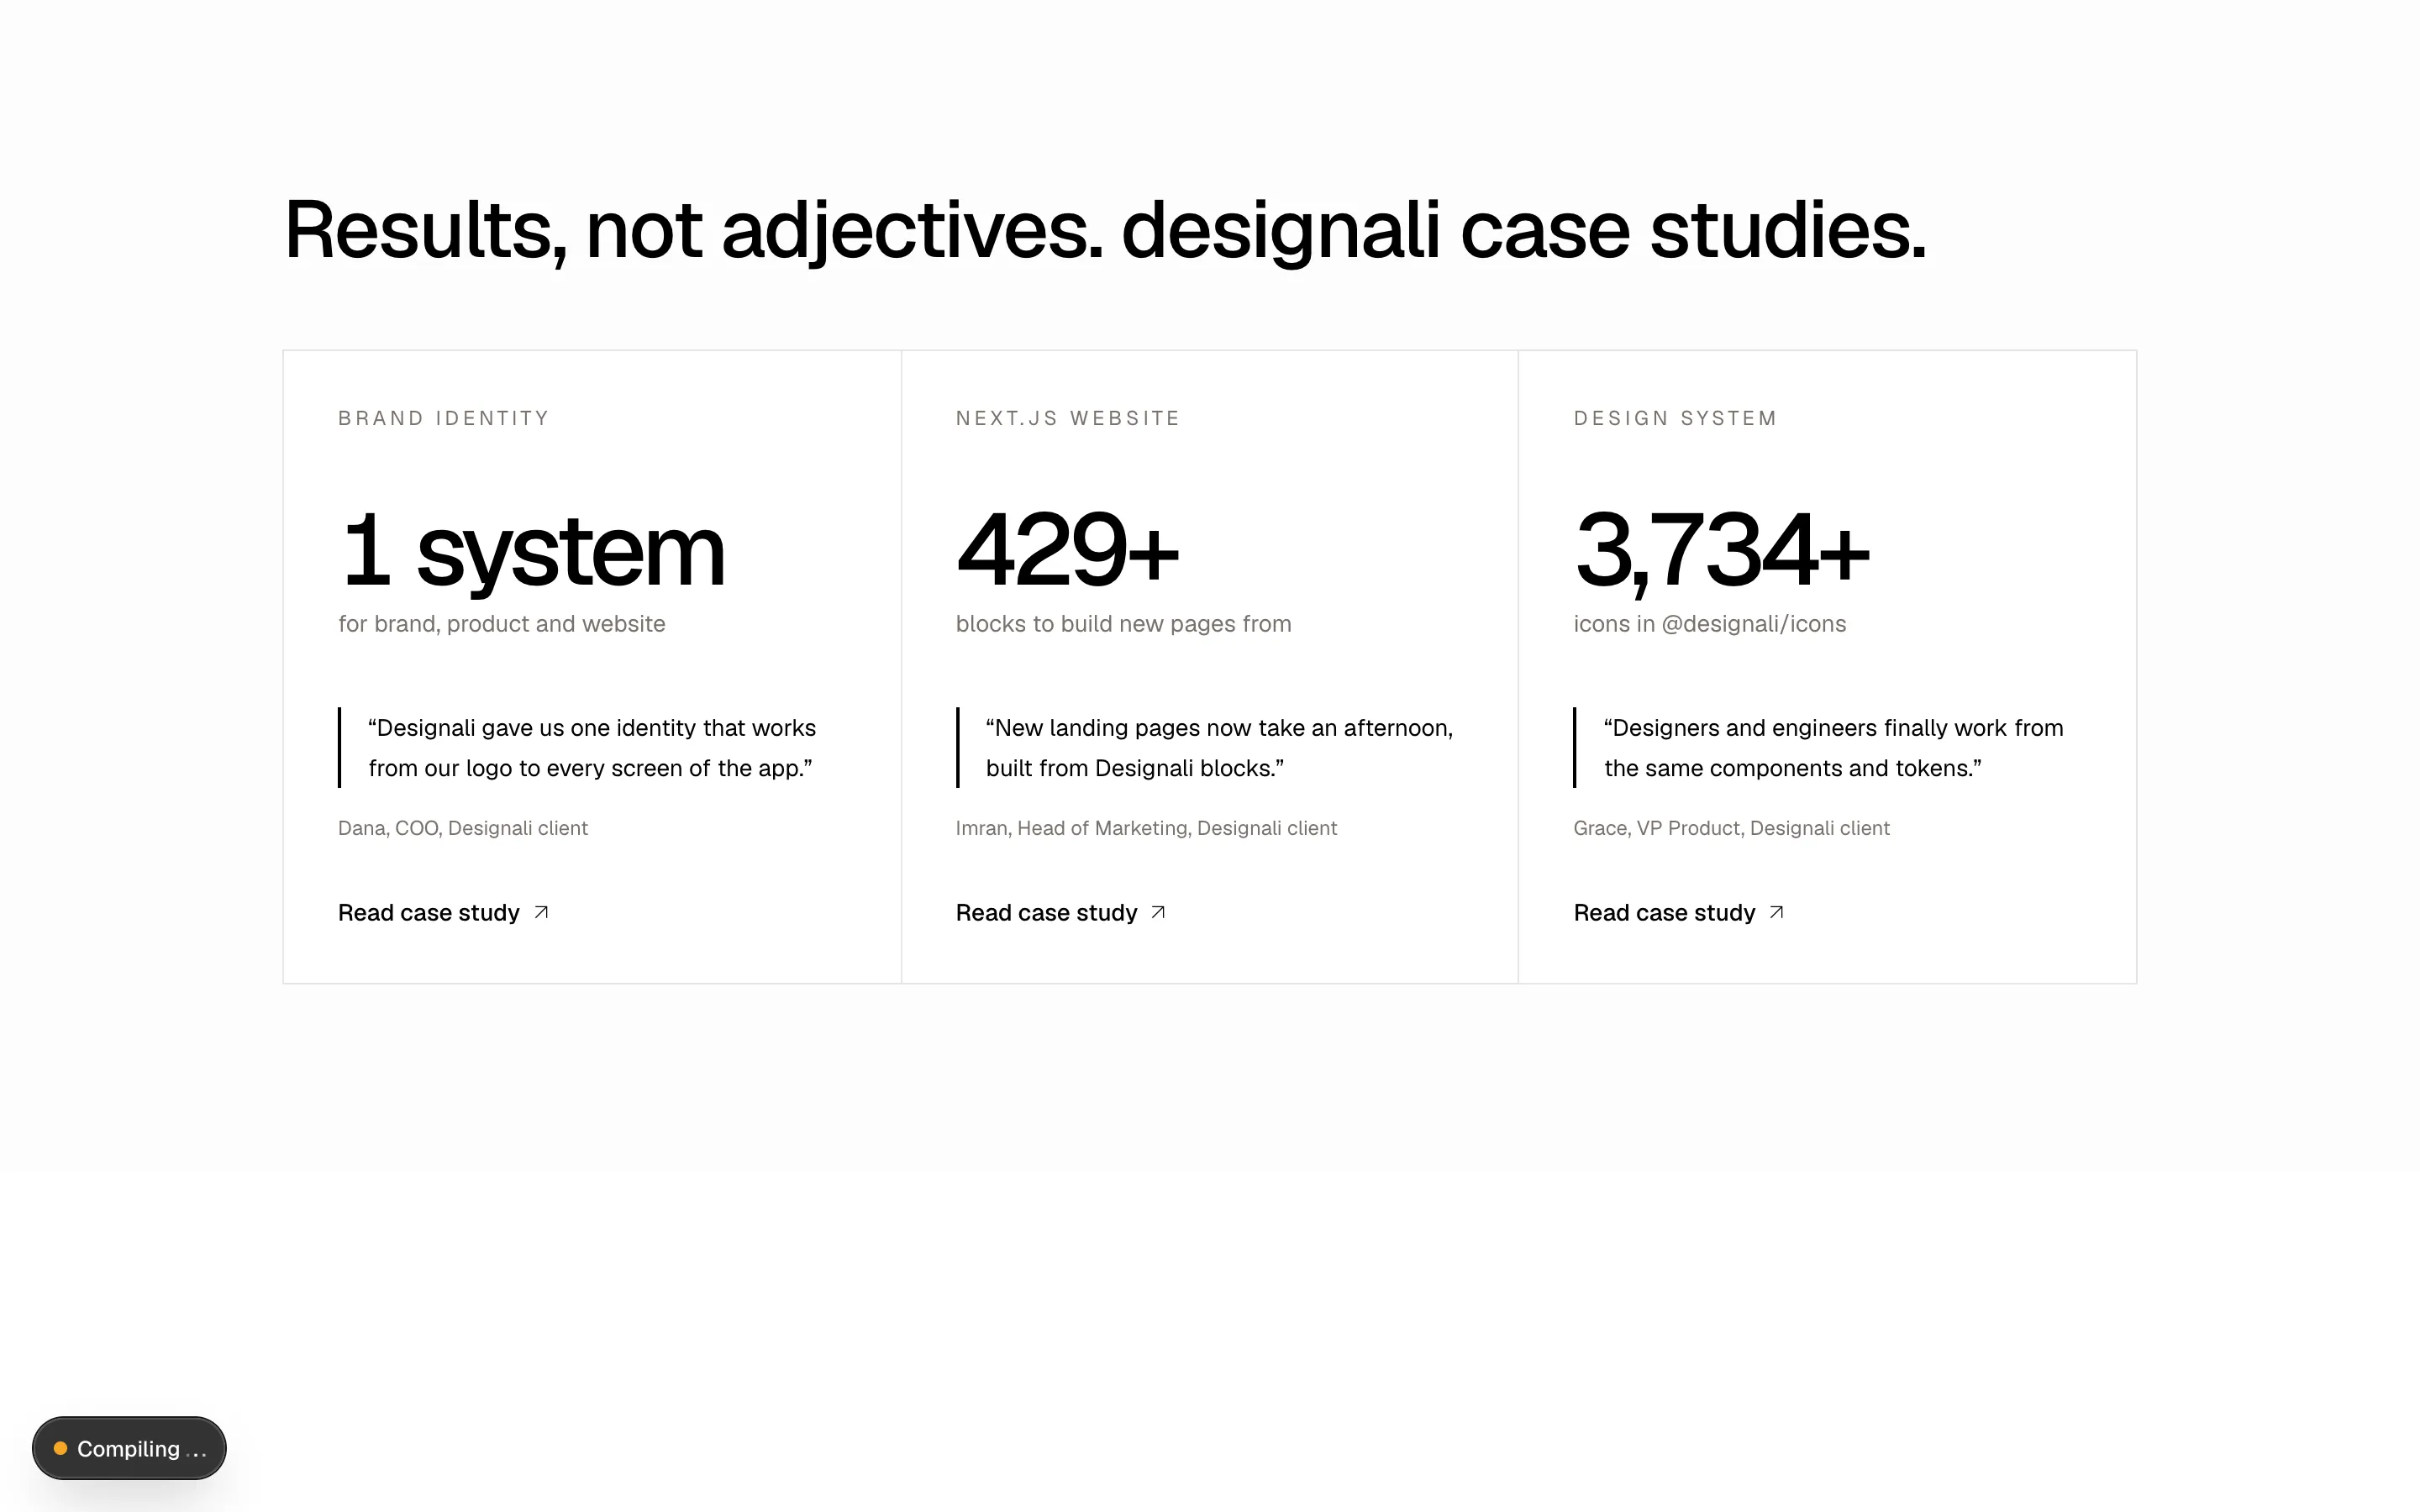 Results, not adjectives. designali case studies.
BRAND IDENTITY
1 system
for brand, product and website
“Designali gave us one identity that works
from our logo to every screen of the app.”
Dana, COO, Designali client
Read case study
NEXT.JS WEBSITE
429+
blocks to build new pages from
“New landing pages now take an afternoon,
built from Designali blocks.”
Imran, Head of Marketing, Designali client
Read case study
DESIGN SYSTEM
3,734+
icons in @designali/icons
“Designers and engineers finally work from
the same components and tokens.”
Grace, VP Product, Designali client
Read case study
Compiling ...